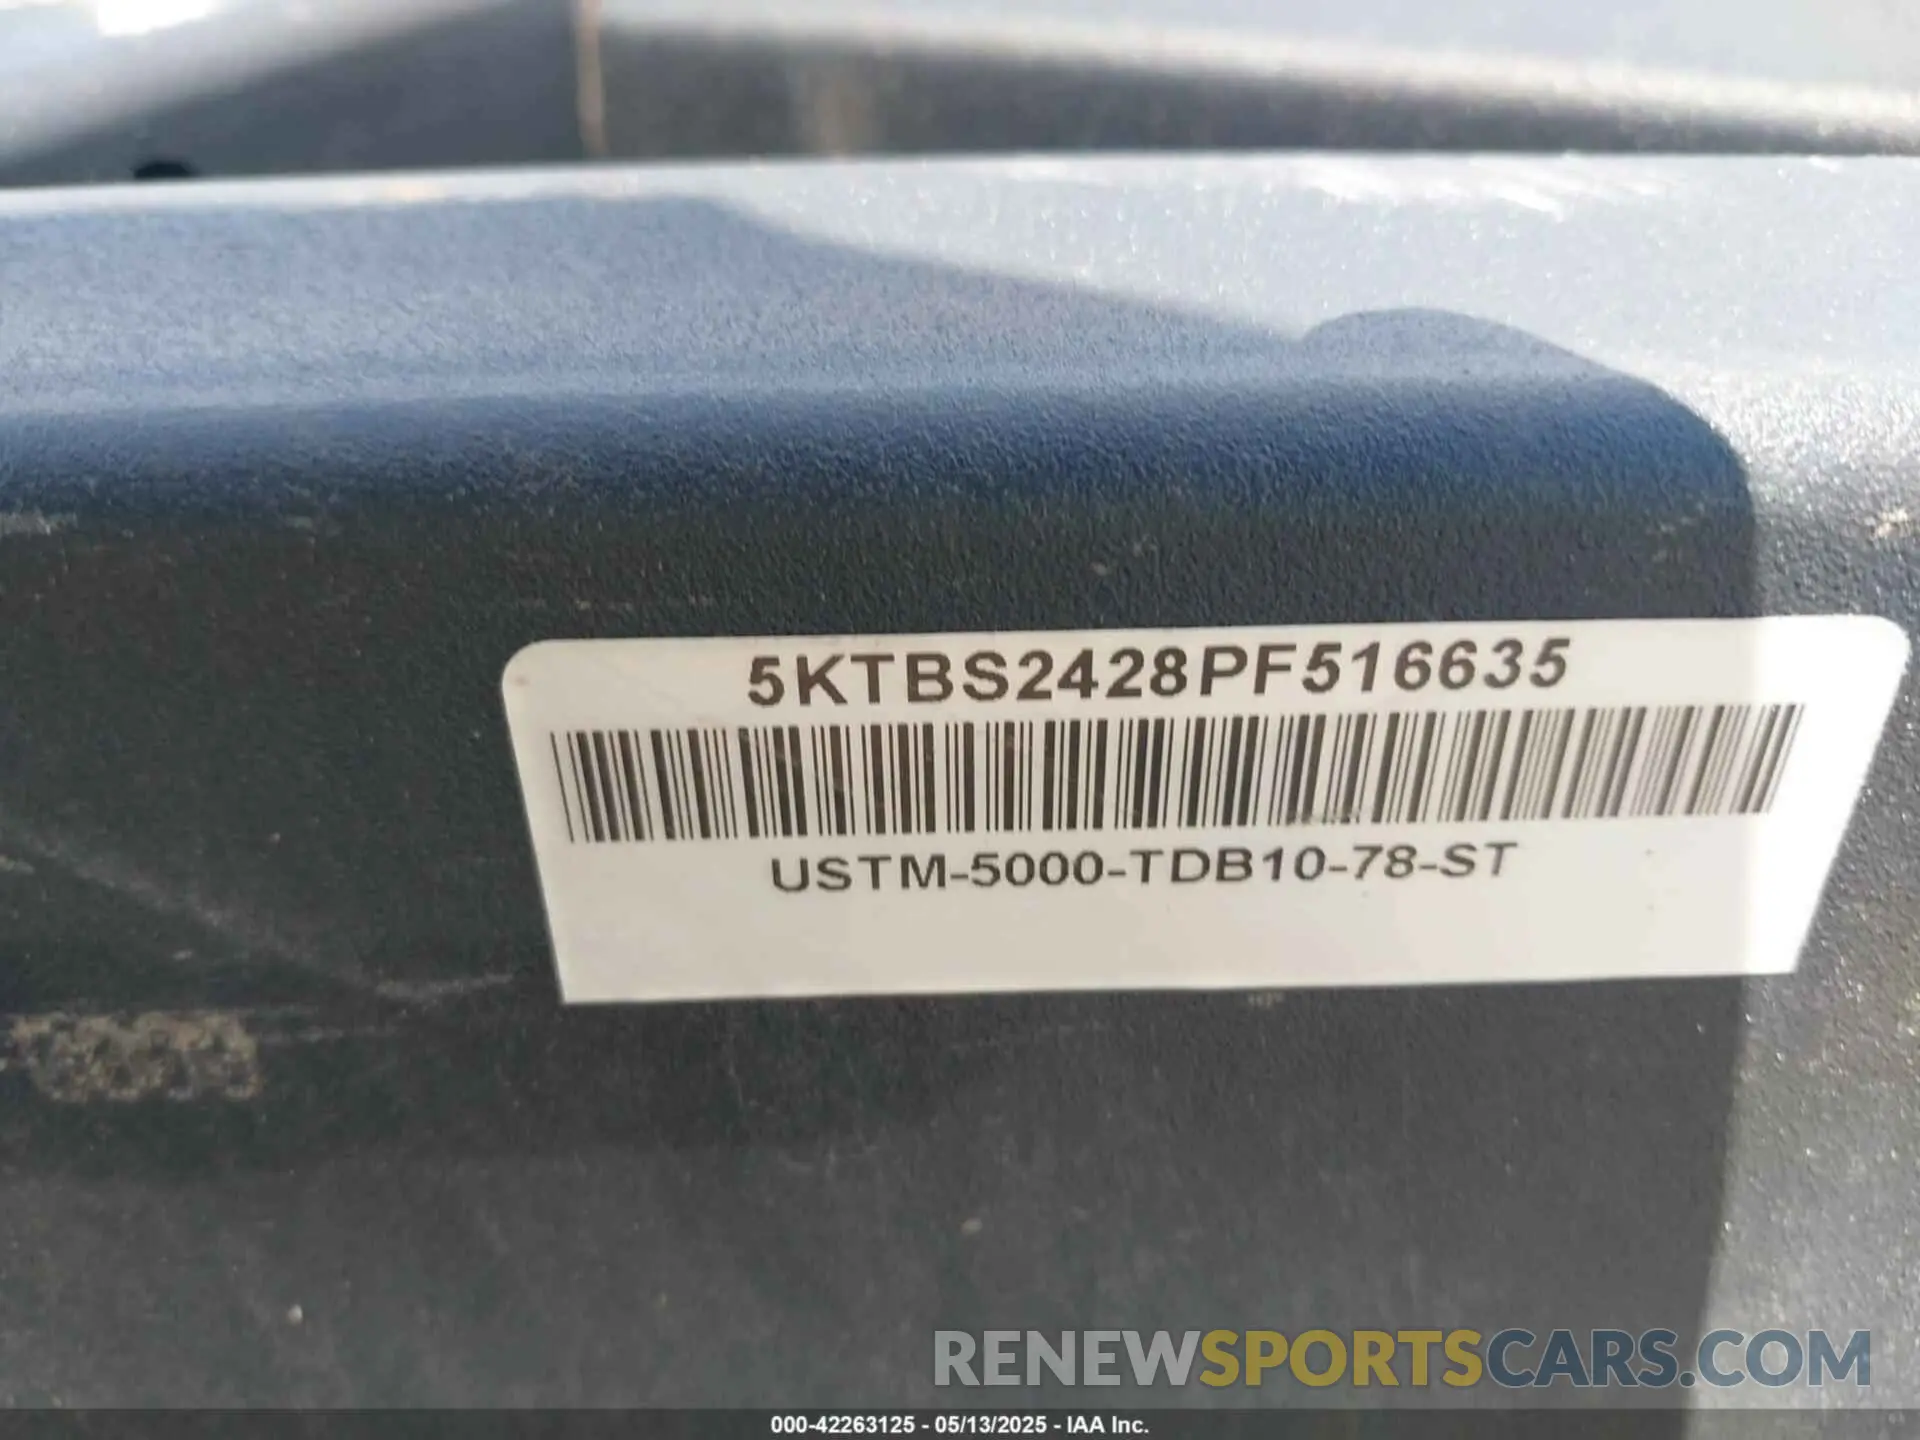 5KTBS2428PF516635
USTM-5000-TDB10-78-ST
RENEWSPORTSCARS.COM
000-42263125 - 05/13/2025 - IAA Inc.